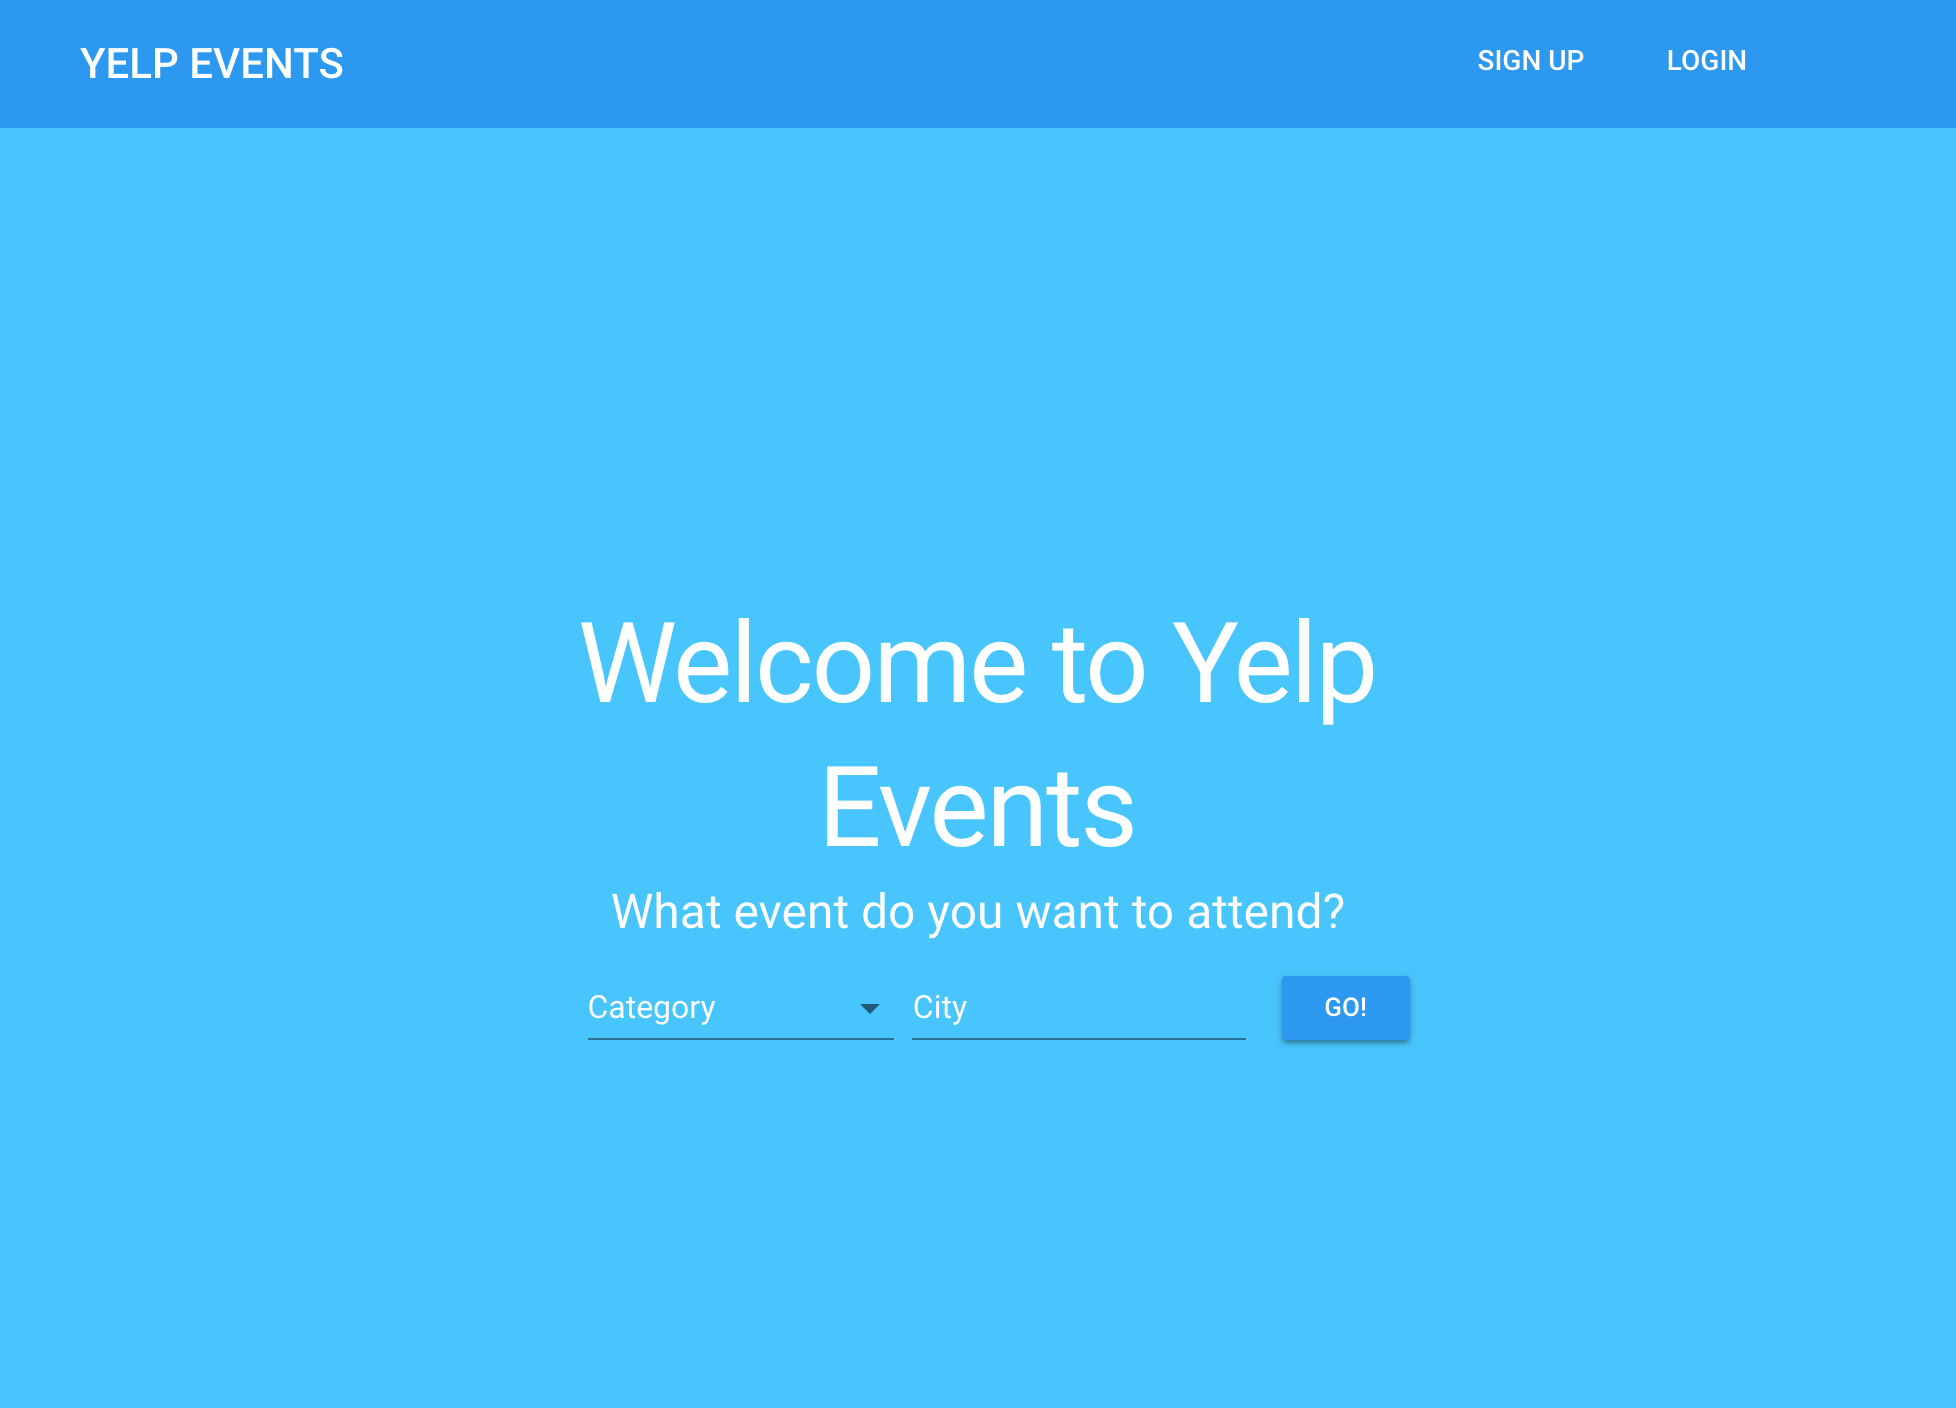 YELP EVENTS
SIGN UP
LOGIN
Welcome to Yelp
Events
What event do you want to attend?
Category
City
GO!